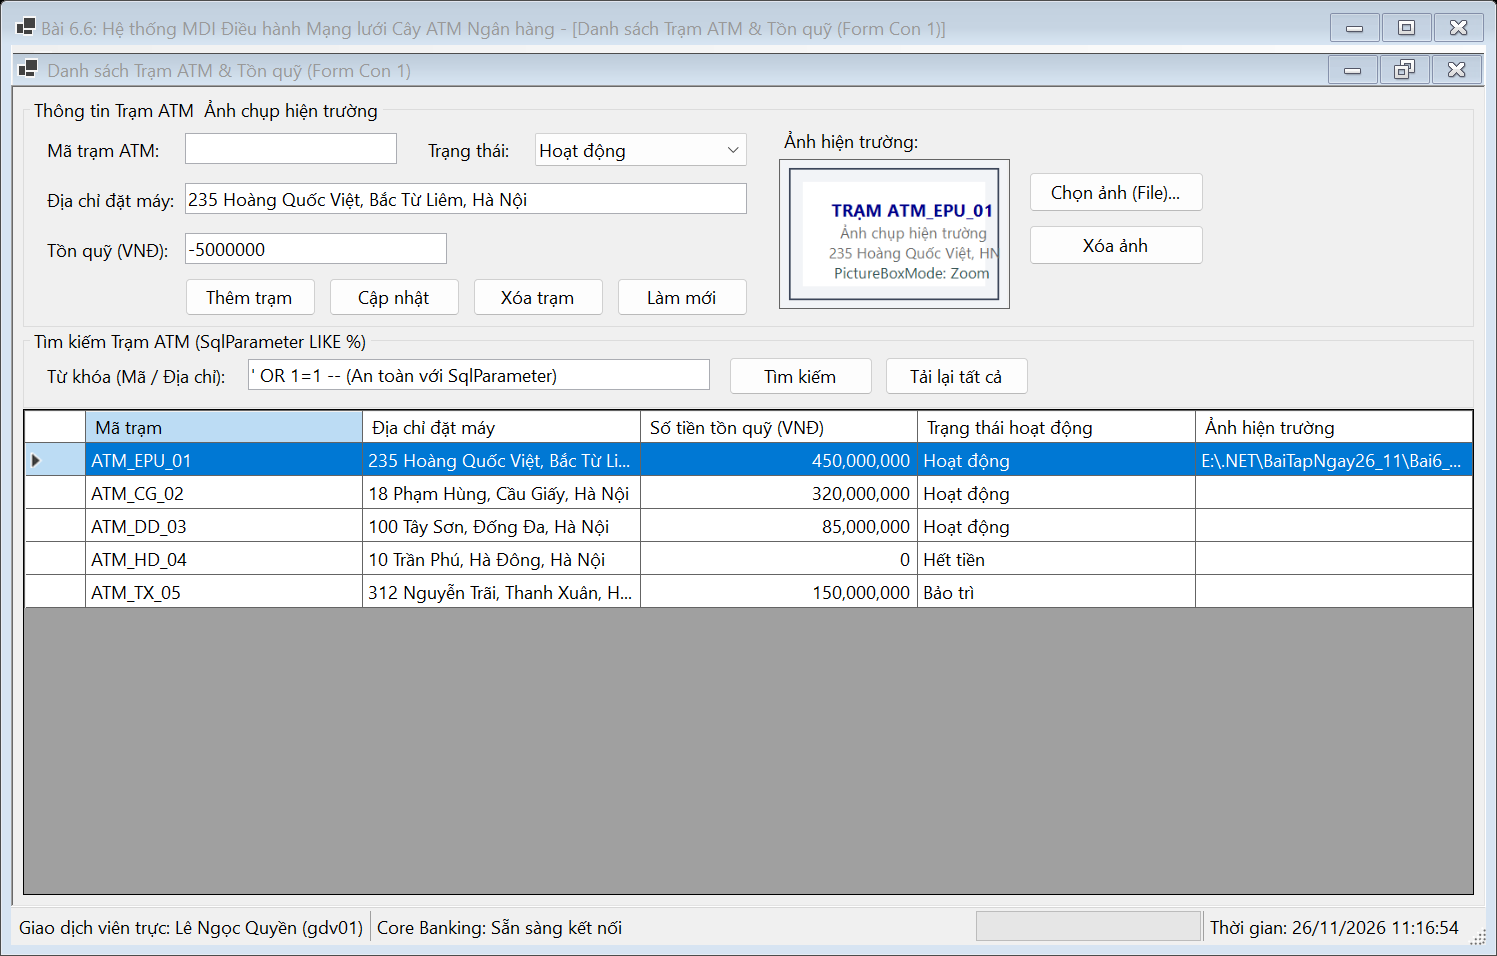 Bài 6.6: Hệ thống MDI Điều hành Mạng lưới Cây ATM Ngân hàng - [Danh sách Trạm ATM & Tồn quỹ (Form Con 1)]
Danh sách Trạm ATM & Tồn quỹ (Form Con 1)
Thông tin Trạm ATM  Ảnh chụp hiện trường
Mã trạm ATM:
Trạng thái: Hoạt động
Địa chỉ đặt máy: 235 Hoàng Quốc Việt, Bắc Từ Liêm, Hà Nội
Tồn quỹ (VNĐ): -5000000
Thêm trạm Cập nhật Xóa trạm Làm mới
Ảnh hiện trường:
TRẠM ATM_EPU_01
Ảnh chụp hiện trường
235 Hoàng Quốc Việt, HN
PictureBoxMode: Zoom
Chọn ảnh (File)...
Xóa ảnh
Tìm kiếm Trạm ATM (SqlParameter LIKE %)
Từ khóa (Mã / Địa chỉ): ' OR 1=1 -- (An toàn với SqlParameter) Tìm kiếm Tải lại tất cả
Mã trạm Địa chỉ đặt máy Số tiền tồn quỹ (VNĐ) Trạng thái hoạt động Ảnh hiện trường
ATM_EPU_01 235 Hoàng Quốc Việt, Bắc Từ Li... 450,000,000 Hoạt động E:\.NET\BaiTapNgay26_11\Bai6_...
ATM_CG_02 18 Phạm Hùng, Cầu Giấy, Hà Nội 320,000,000 Hoạt động
ATM_DD_03 100 Tây Sơn, Đống Đa, Hà Nội 85,000,000 Hoạt động
ATM_HD_04 10 Trần Phú, Hà Đông, Hà Nội 0 Hết tiền
ATM_TX_05 312 Nguyễn Trãi, Thanh Xuân, H... 150,000,000 Bảo trì
Giao dịch viên trực: Lê Ngọc Quyền (gdv01) Core Banking: Sẵn sàng kết nối Thời gian: 26/11/2026 11:16:54